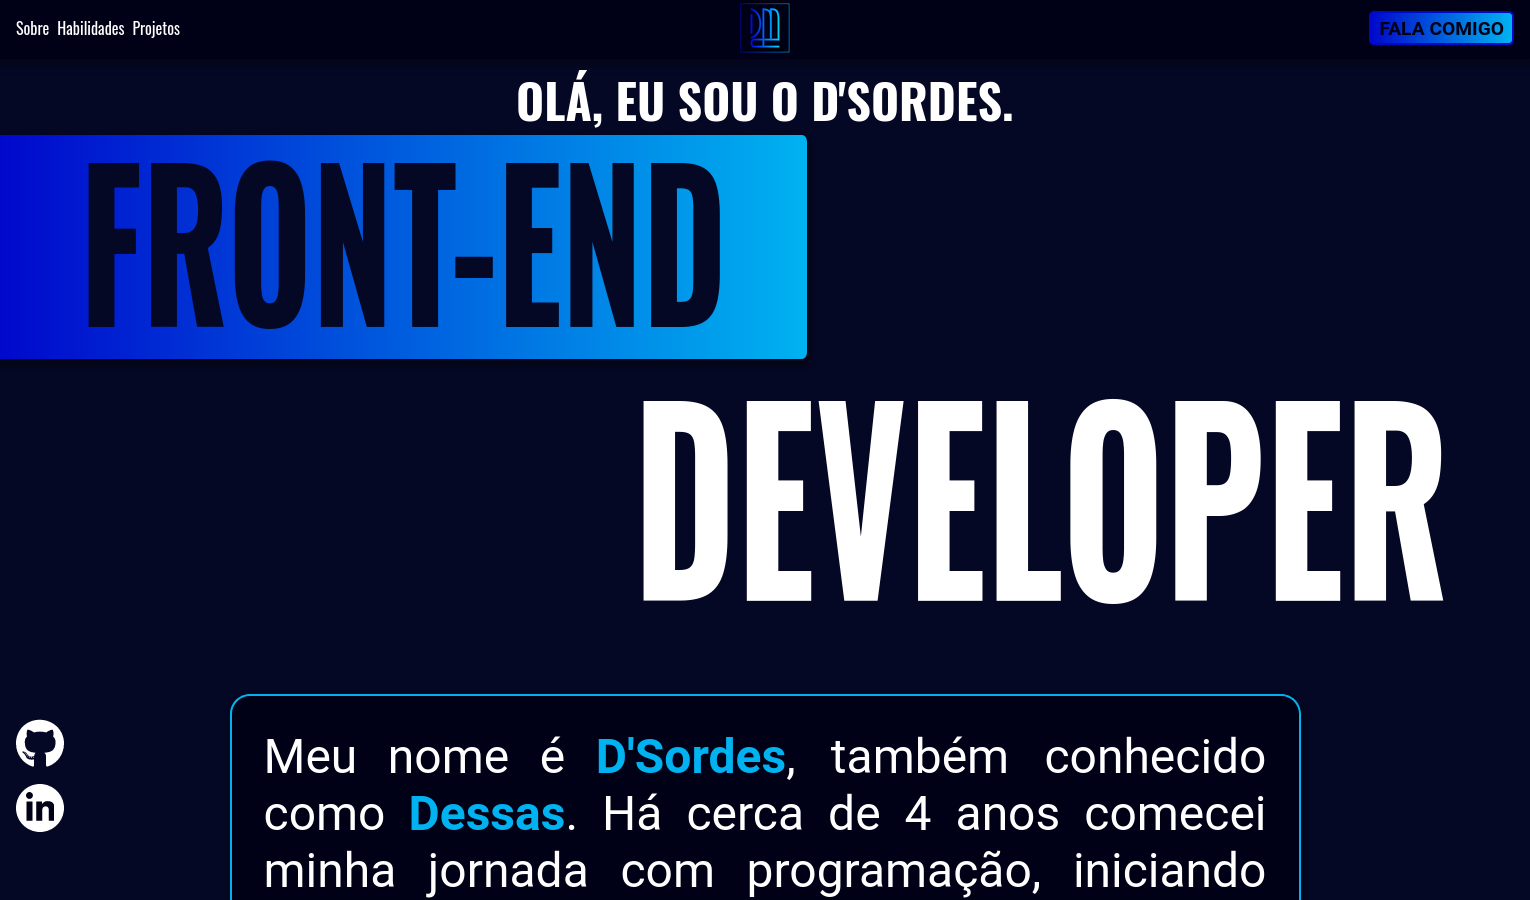 Sobre Habilidades Projetos
FALA COMIGO
OLÁ, EU SOU O D'SORDES.
FRONT-END
DEVELOPER
Meu nome é D'Sordes, também conhecido
como Dessas. Há cerca de 4 anos comecei
minha jornada com programação, iniciando